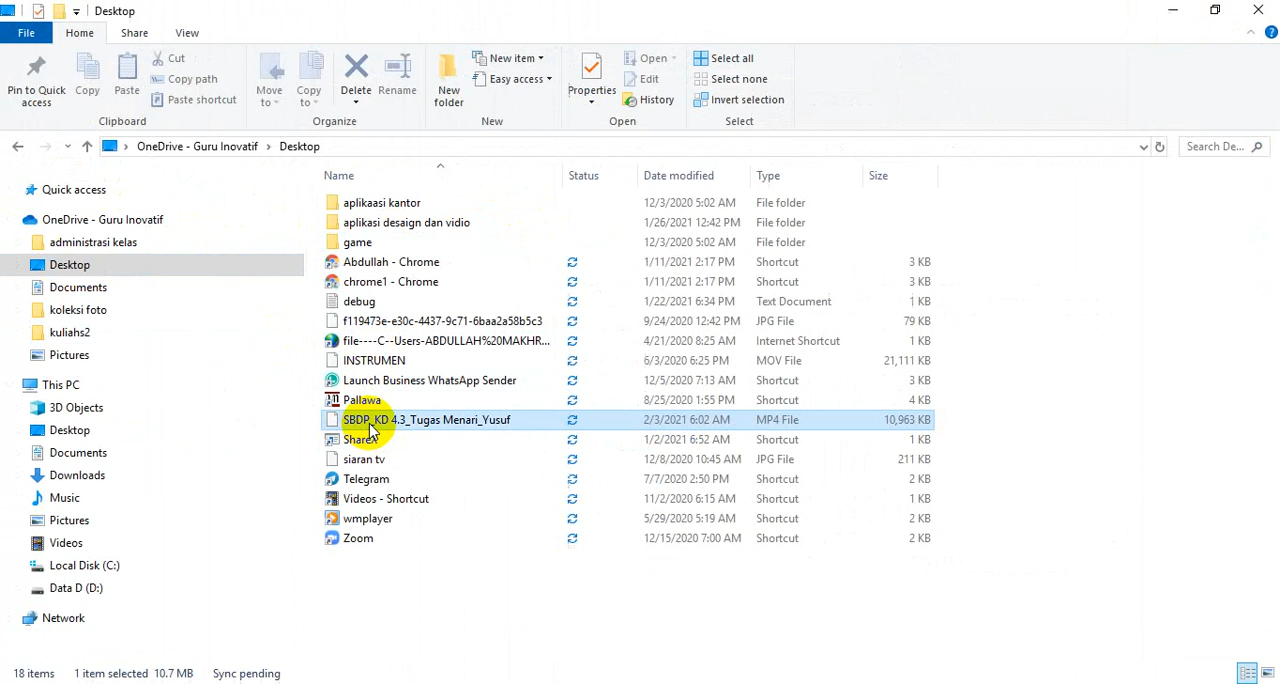 Desktop
File Home Share View
Pin to Quick access
Copy
Paste
Cut
Copy path
Paste shortcut
Clipboard
Move to
Copy to
Delete
Rename
Organize
New folder
New item
Easy access
New
Properties
Open
Edit
History
Open
Select all
Select none
Invert selection
Select
OneDrive - Guru Inovatif > Desktop
Search De...
Quick access
OneDrive - Guru Inovatif
administrasi kelas
Desktop
Documents
koleksi foto
kuliahs2
Pictures
This PC
3D Objects
Desktop
Documents
Downloads
Music
Pictures
Videos
Local Disk (C:)
Data D (D:)
Network
Name Status Date modified Type Size
aplikaasi kantor 12/3/2020 5:02 AM File folder
aplikasi desaign dan vidio 1/26/2021 12:42 PM File folder
game 12/3/2020 5:02 AM File folder
Abdullah - Chrome 1/11/2021 2:17 PM Shortcut 3 KB
chrome1 - Chrome 1/11/2021 2:17 PM Shortcut 3 KB
debug 1/22/2021 6:34 PM Text Document 1 KB
f119473e-e30c-4437-9c71-6baa2a58b5c3 9/24/2020 12:42 PM JPG File 79 KB
file----C--Users-ABDULLAH%20MAKHR... 4/21/2020 8:25 AM Internet Shortcut 1 KB
INSTRUMEN 6/3/2020 6:25 PM MOV File 21,111 KB
Launch Business WhatsApp Sender 12/5/2020 7:13 AM Shortcut 3 KB
Pallawa 8/25/2020 1:55 PM Shortcut 4 KB
SBDP_KD 4.3_Tugas Menari_Yusuf 2/3/2021 6:02 AM MP4 File 10,963 KB
ShareX 1/2/2021 6:52 AM Shortcut 1 KB
siaran tv 12/8/2020 10:45 AM JPG File 211 KB
Telegram 7/7/2020 2:50 PM Shortcut 2 KB
Videos - Shortcut 11/2/2020 6:15 AM Shortcut 1 KB
wmplayer 5/29/2020 5:19 AM Shortcut 2 KB
Zoom 12/15/2020 7:00 AM Shortcut 2 KB
18 items 1 item selected 10.7 MB Sync pending